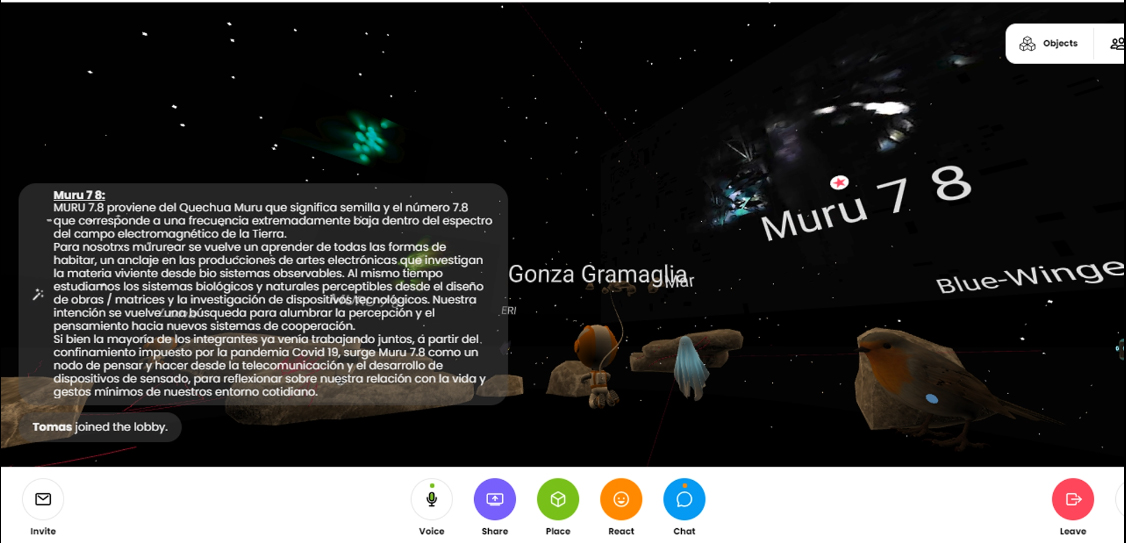 Objects
Muru 7 8:
MURU 7.8 proviene del Quechua Muru que significa semilla y el número 7.8
que corresponde a una frecuencia extremadamente baja dentro del espectro
del campo electromagnético de la Tierra.
Para nosotrxs mururear se vuelve un aprender de todas las formas de
habitar, un anclaje en las producciones de artes electrónicas que investigan
la materia viviente desde bio sistemas observables. Al mismo tiempo
estudiamos los sistemas biológicos y naturales perceptibles desde el diseño
de obras / matrices y la investigación de dispositivos tecnológicos. Nuestra
intención se vuelve una búsqueda para alumbrar la percepción y el
pensamiento hacia nuevos sistemas de cooperación.
Si bien la mayoría de los integrantes ya venía trabajando juntos, a partir del
confinamiento impuesto por la pandemia Covid 19, surge Muru 7.8 como un
nodo de pensar y hacer desde la telecomunicación y el desarrollo de
dispositivos de sensado, para reflexionar sobre nuestra relación con la vida y
gestos mínimos de nuestros entorno cotidiano.
Tomas joined the lobby.
Muru 7 8
Gonza Gramaglia
Mar
Blue-Winge
ERI
Invite
Voice
Share
Place
React
Chat
Leave